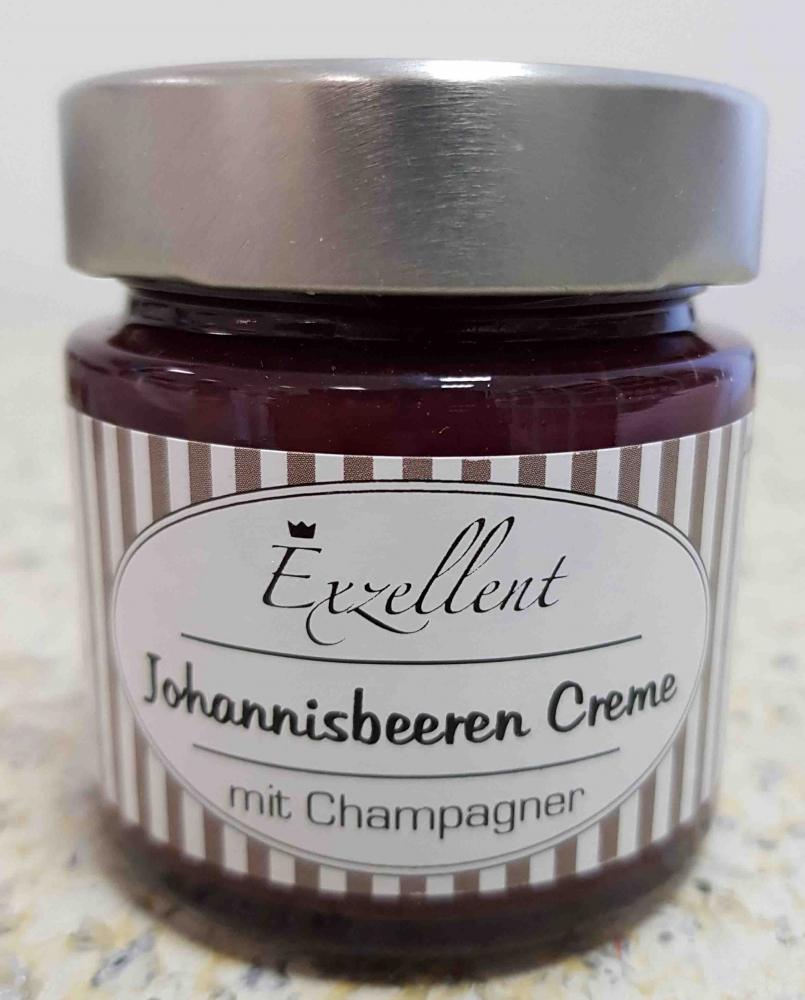 Exzellent
Johannisbeeren Creme
mit Champagner